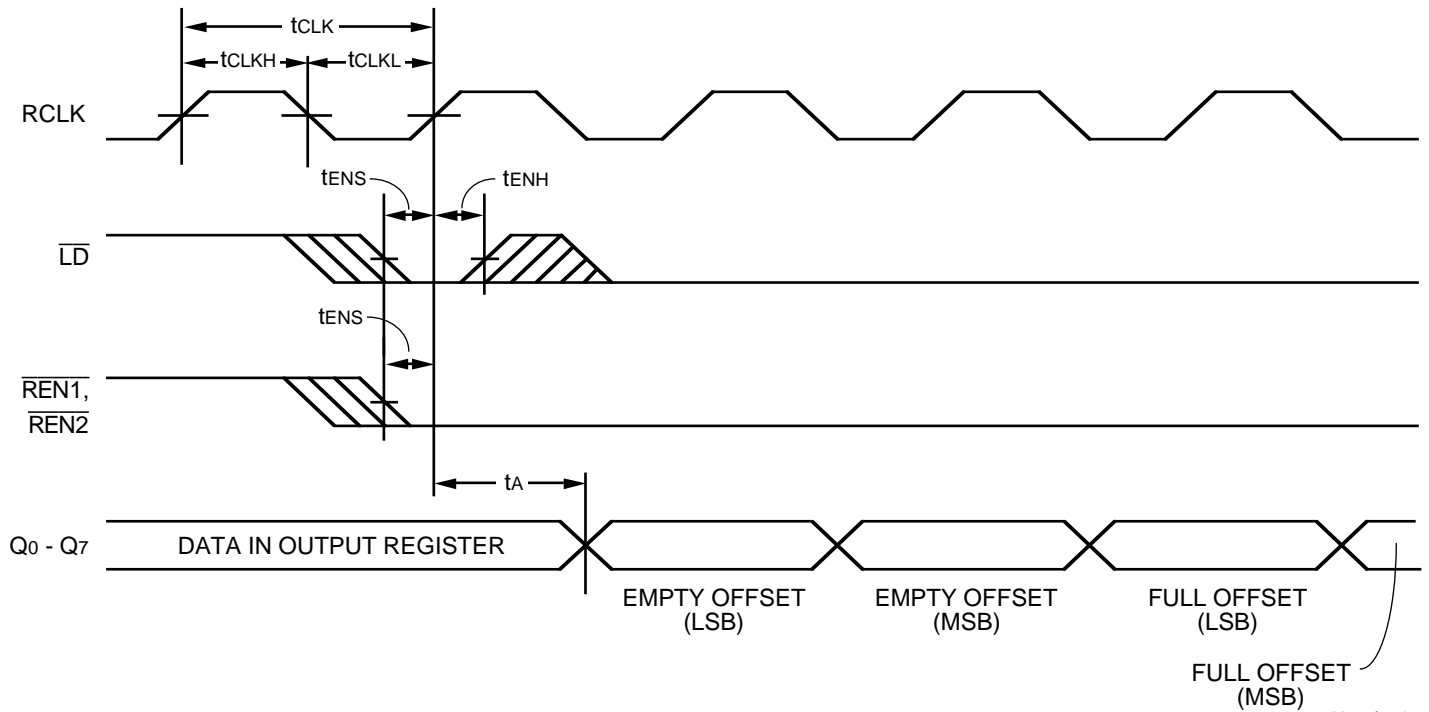 tCLK
tCLKH
tCLKL
RCLK
tENS
tENH
LD
tENS
REN1,
REN2
tA
Q0 - Q7
DATA IN OUTPUT REGISTER
EMPTY OFFSET
(LSB)
EMPTY OFFSET
(MSB)
FULL OFFSET
(LSB)
FULL OFFSET
(MSB)